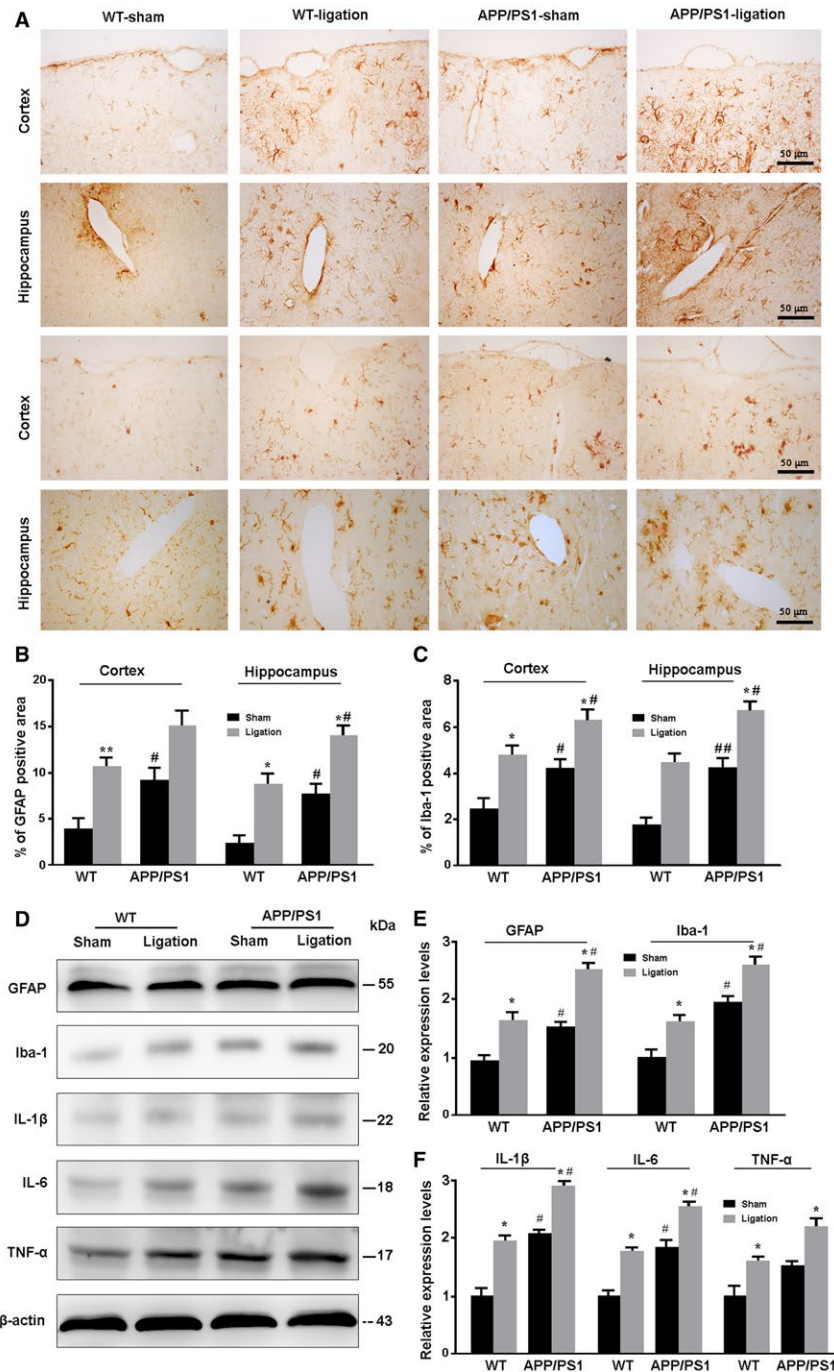 A
WT-sham WT-ligation APP/PS1-sham APP/PS1-ligation
Cortex
50 μm
Hippocampus
50 μm
Cortex
50 μm
Hippocampus
50 μm
B
Cortex Hippocampus
% of GFAP positive area
20
15
10
5
0
** # * # * #
Sham
Ligation
WT APP/PS1 WT APP/PS1
C
Cortex Hippocampus
% of Iba-1 positive area
8
6
4
2
0
* # * # ## * #
Sham
Ligation
WT APP/PS1 WT APP/PS1
D
WT APP/PS1 kDa
Sham Ligation Sham Ligation
GFAP 55
Iba-1 20
IL-1β 22
IL-6 18
TNF-α 17
β-actin 43
E
GFAP Iba-1
Relative expression levels
3
2
1
0
* # * # * # * #
Sham
Ligation
WT APP/PS1 WT APP/PS1
F
IL-1β IL-6 TNF-α
Relative expression levels
3
2
1
0
* # * # * # * # * *
Sham
Ligation
WT APP/PS1 WT APP/PS1 WT APP/PS1